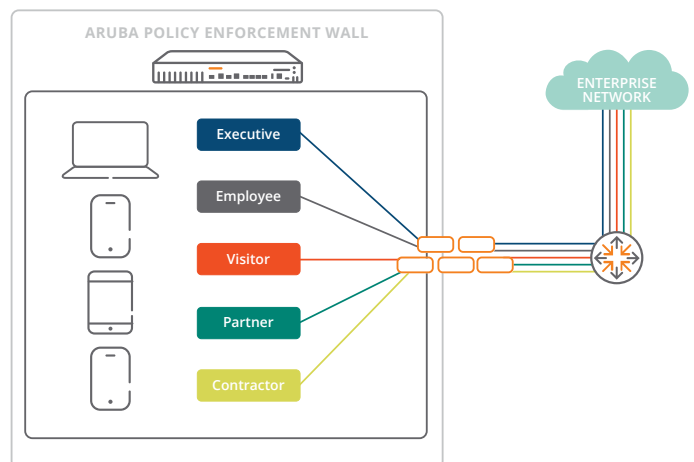 ARUBA POLICY ENFORCEMENT WALL
ENTERPRISE
NETWORK
Executive
Employee
Visitor
Partner
Contractor